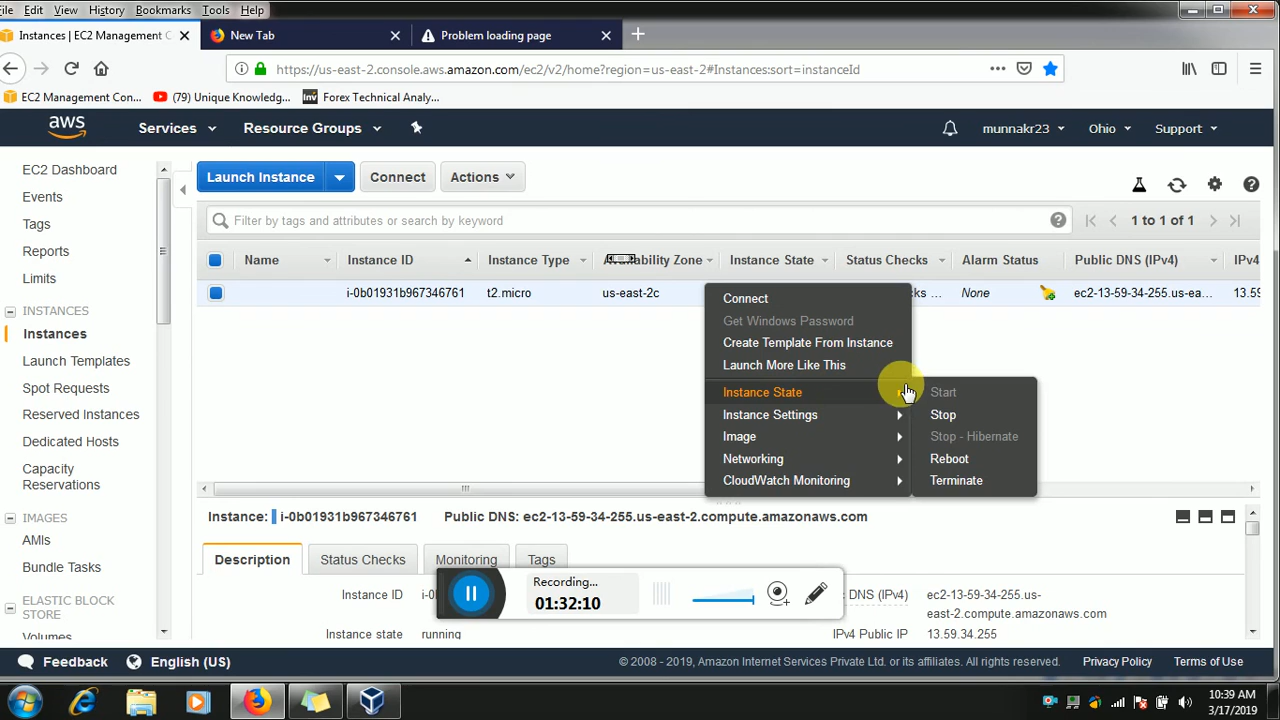 File Edit View History Bookmarks Tools Help
Instances | EC2 Management C
New Tab
Problem loading page
https://us-east-2.console.aws.amazon.com/ec2/v2/home?region=us-east-2#Instances:sort=instanceId
EC2 Management Con...
(79) Unique Knowledg...
Inv Forex Technical Analy...
aws
Services
Resource Groups
munnakr23
Ohio
Support
EC2 Dashboard
Events
Tags
Reports
Limits
INSTANCES
Instances
Launch Templates
Spot Requests
Reserved Instances
Capacity
Reservations
IMAGES
AMIs
Bundle Tasks
ELASTIC BLOCK
STORE
Volumes
Launch Instance
Connect
Actions
Filter by tags and attributes or search by keyword
1 to 1 of 1
Name Instance ID Instance Type Availability Zone Instance State Status Checks Alarm Status Public DNS (IPv4) IPv4
i-0b01931b967346761 t2.micro us-east-2c ...ks ... None ec2-13-59-34-255.us-ea... 13.59
Connect
Get Windows Password
Create Template From Instance
Launch More Like This
Instance State
Instance Settings
Image
Networking
CloudWatch Monitoring
Start
Stop
Stop - Hibernate
Reboot
Terminate
Instance: i-0b01931b967346761 Public DNS: ec2-13-59-34-255.us-east-2.compute.amazonaws.com
Description
Status Checks
Monitoring
Tags
Instance ID
DNS (IPv4)
ec2-13-59-34-255.us-
east-2.compute.amazonaws.com
Instance state
running
IPv4 Public IP
13.59.34.255
Recording...
01:32:10
Feedback
English (US)
© 2008 - 2019, Amazon Internet Services Private Ltd. or its affiliates. All rights reserved.
Privacy Policy
Terms of Use
10:39 AM
3/17/2019